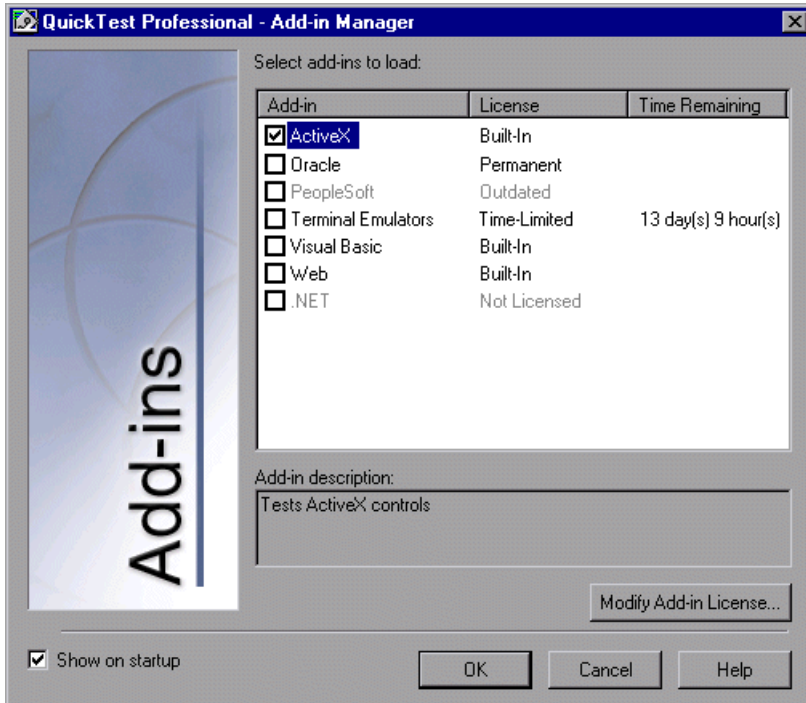 QuickTest Professional - Add-in Manager
Select add-ins to load:
Add-in License Time Remaining
ActiveX Built-In
Oracle Permanent
PeopleSoft Outdated
Terminal Emulators Time-Limited 13 day(s) 9 hour(s)
Visual Basic Built-In
Web Built-In
.NET Not Licensed
Add-ins
Add-in description:
Tests ActiveX controls
Modify Add-in License...
Show on startup
OK Cancel Help